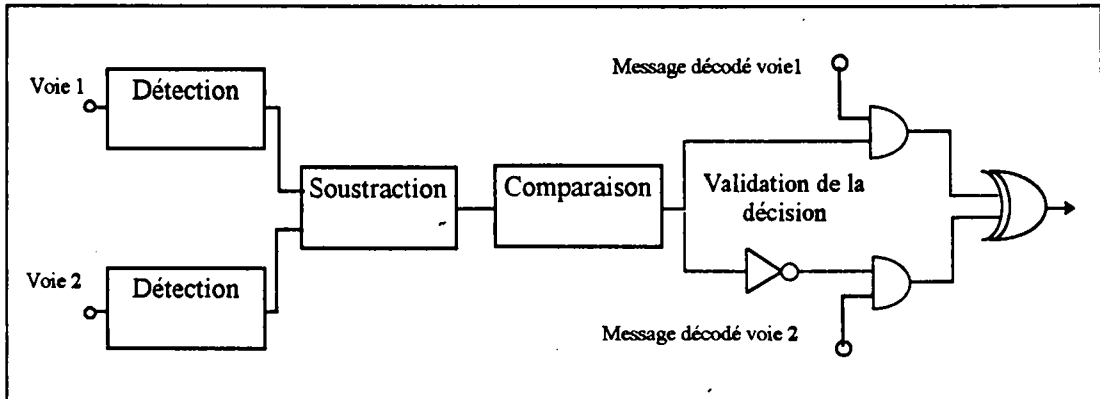 Voie 1
Détection
Message décodé voie1
Soustraction
Comparaison
Validation de la
décision
Voie 2
Détection
Message décodé voie 2